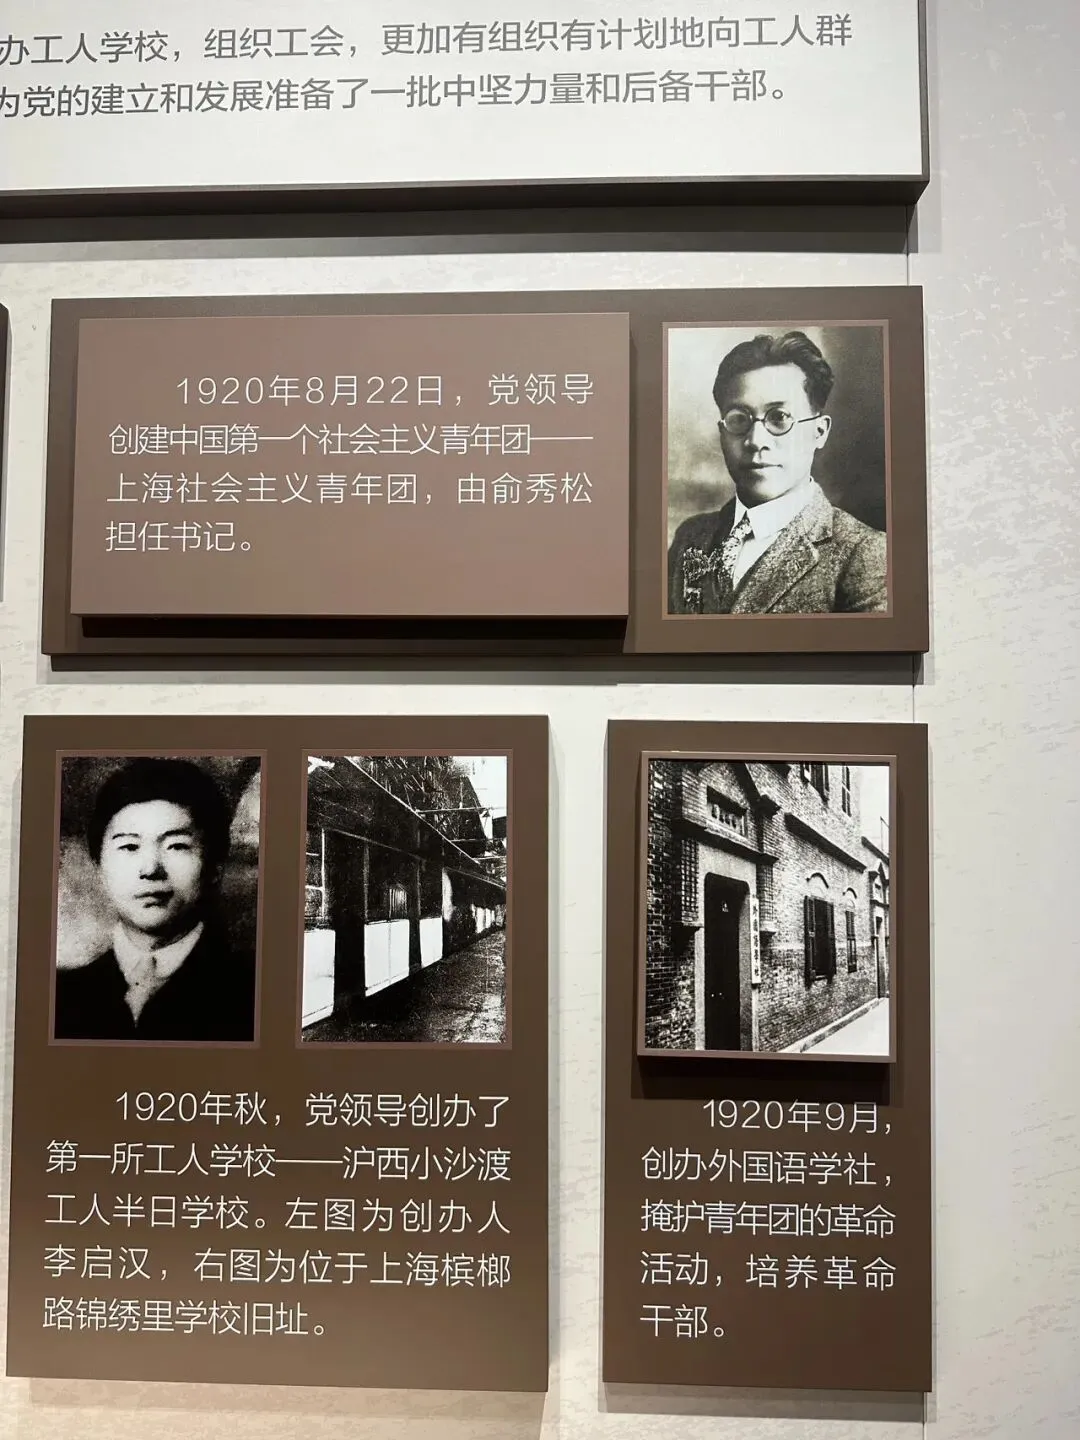 办工人学校，组织工会，更加有组织有计划地向工人群
为党的建立和发展准备了一批中坚力量和后备干部。
1920年8月22日，党领导
创建中国第一个社会主义青年团——
上海社会主义青年团，由俞秀松
担任书记。
1920年秋，党领导创办了
第一所工人学校——沪西小沙渡
工人半日学校。左图为创办人
李启汉，右图为位于上海槟榔
路锦绣里学校旧址。
1920年9月，
创办外国语学社，
掩护青年团的革命
活动，培养革命
干部。